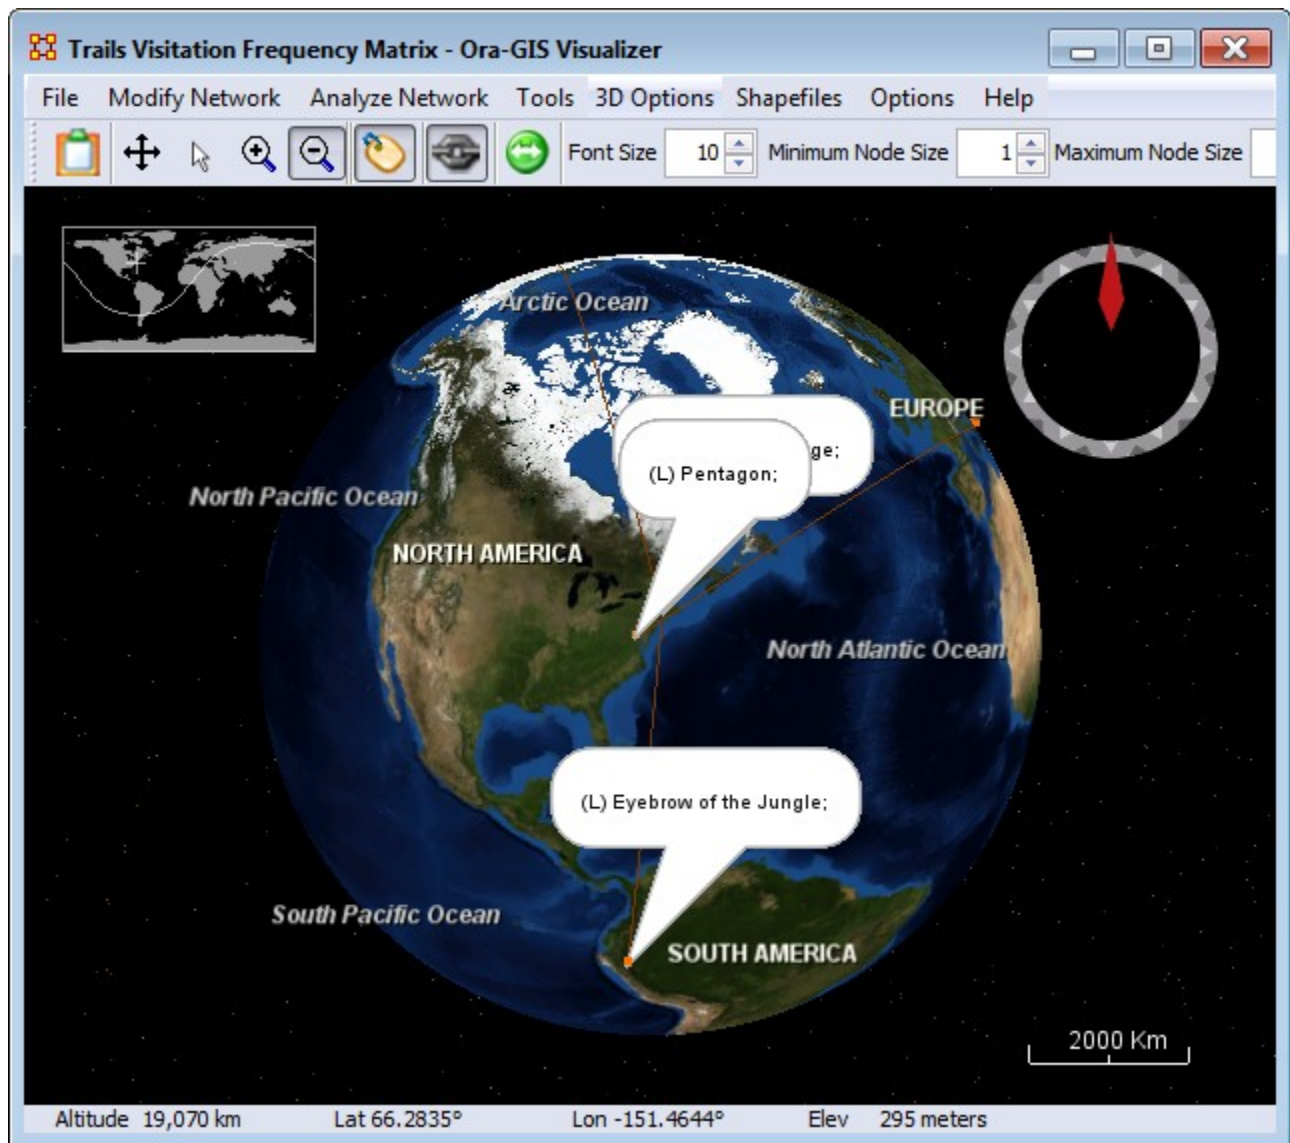 Trails Visitation Frequency Matrix - Ora-GIS Visualizer
File Modify Network Analyze Network Tools 3D Options Shapefiles Options Help
Font Size 10 Minimum Node Size 1 Maximum Node Size
Arctic Ocean
EUROPE
ge;
(L) Pentagon;
North Pacific Ocean
NORTH AMERICA
North Atlantic Ocean
(L) Eyebrow of the Jungle;
South Pacific Ocean
SOUTH AMERICA
2000 Km
Altitude 19,070 km Lat 66.2835° Lon -151.4644° Elev 295 meters